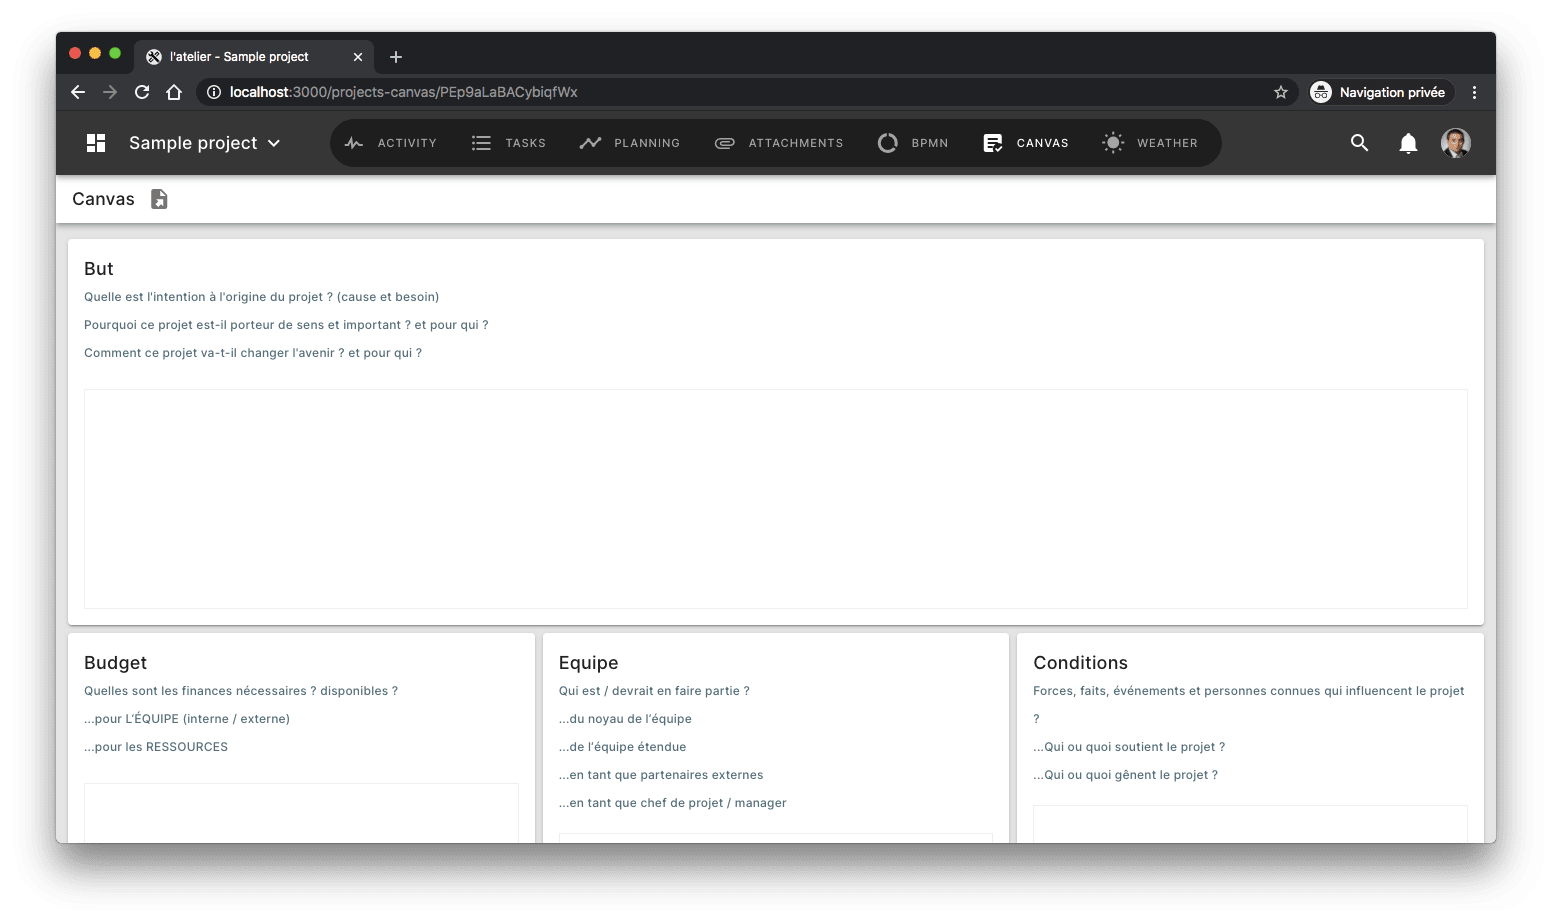 l'atelier - Sample project
localhost:3000/projects-canvas/PEp9aLaBACybiqfWx
Navigation privée
Sample project
ACTIVITY
TASKS
PLANNING
ATTACHMENTS
BPMN
CANVAS
WEATHER
Canvas
But
Quelle est l'intention à l'origine du projet ? (cause et besoin)
Pourquoi ce projet est-il porteur de sens et important ? et pour qui ?
Comment ce projet va-t-il changer l'avenir ? et pour qui ?
Budget
Quelles sont les finances nécessaires ? disponibles ?
...pour L'ÉQUIPE (interne / externe)
...pour les RESSOURCES
Equipe
Qui est / devrait en faire partie ?
...du noyau de l'équipe
...de l'équipe étendue
...en tant que partenaires externes
...en tant que chef de projet / manager
Conditions
Forces, faits, événements et personnes connues qui influencent le projet
?
...Qui ou quoi soutient le projet ?
...Qui ou quoi gênent le projet ?